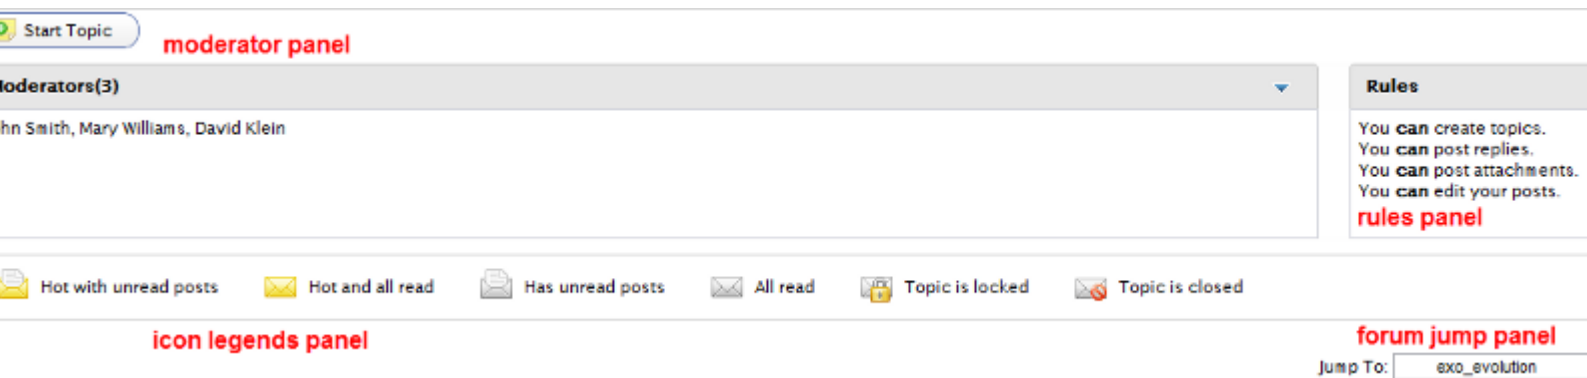 Start Topic
moderator panel
oderators(3)
Rules
hn Smith, Mary Williams, David Klein
You can create topics.
You can post replies.
You can post attachments.
You can edit your posts.
rules panel
Hot with unread posts
Hot and all read
Has unread posts
All read
Topic is locked
Topic is closed
icon legends panel
forum jump panel
Jump To: exo_evolution